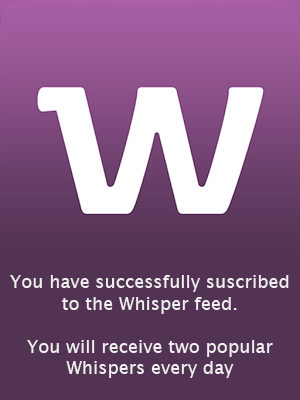 W
You have successfully suscribed
to the Whisper feed.
You will receive two popular
Whispers every day